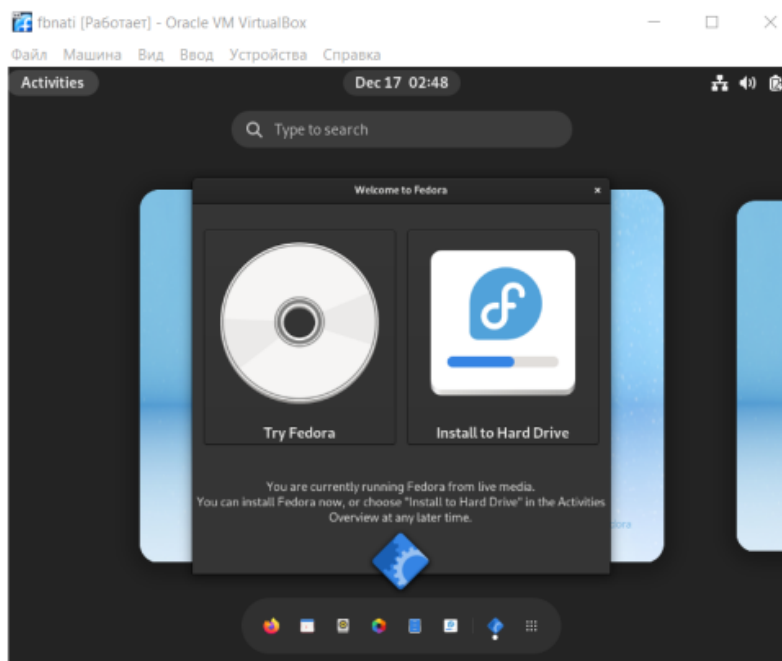 fbnati [Работает] - Oracle VM VirtualBox
Файл Машина Вид Ввод Устройства Справка
Activities Dec 17 02:48
Type to search
Welcome to Fedora ×
Try Fedora Install to Hard Drive
You are currently running Fedora from live media.
You can install Fedora now, or choose "Install to Hard Drive" in the Activities
Overview at any later time.
dora